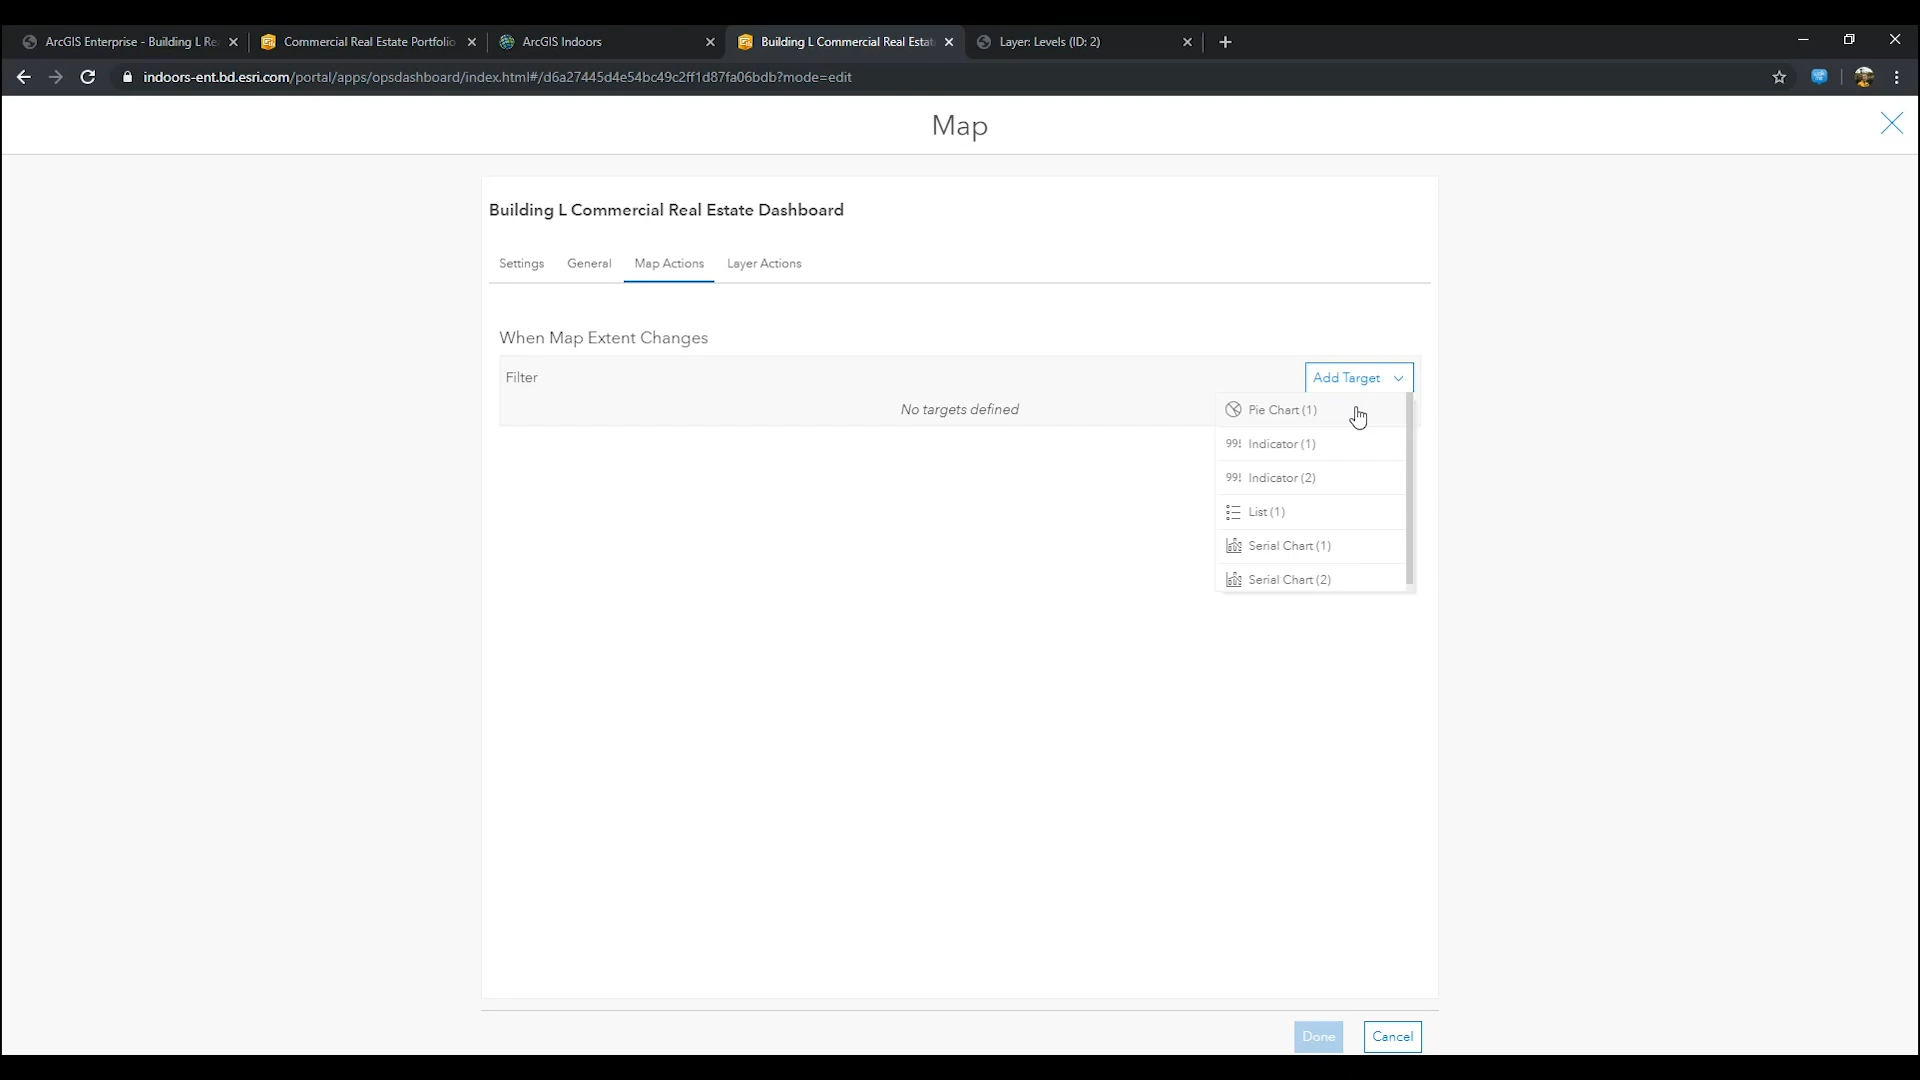 ArcGIS Enterprise - Building L Re
Commercial Real Estate Portfolio
ArcGIS Indoors
Building L Commercial Real Estat
Layer: Levels (ID: 2)
indoors-ent.bd.esri.com/portal/apps/opsdashboard/index.html#/d6a27445d4e54bc49c2ff1d87fa06bdb?mode=edit
Map
Building L Commercial Real Estate Dashboard
Settings General Map Actions Layer Actions
When Map Extent Changes
Filter
Add Target
No targets defined
Pie Chart (1)
99! Indicator (1)
99! Indicator (2)
List (1)
Serial Chart (1)
Serial Chart (2)
Done Cancel